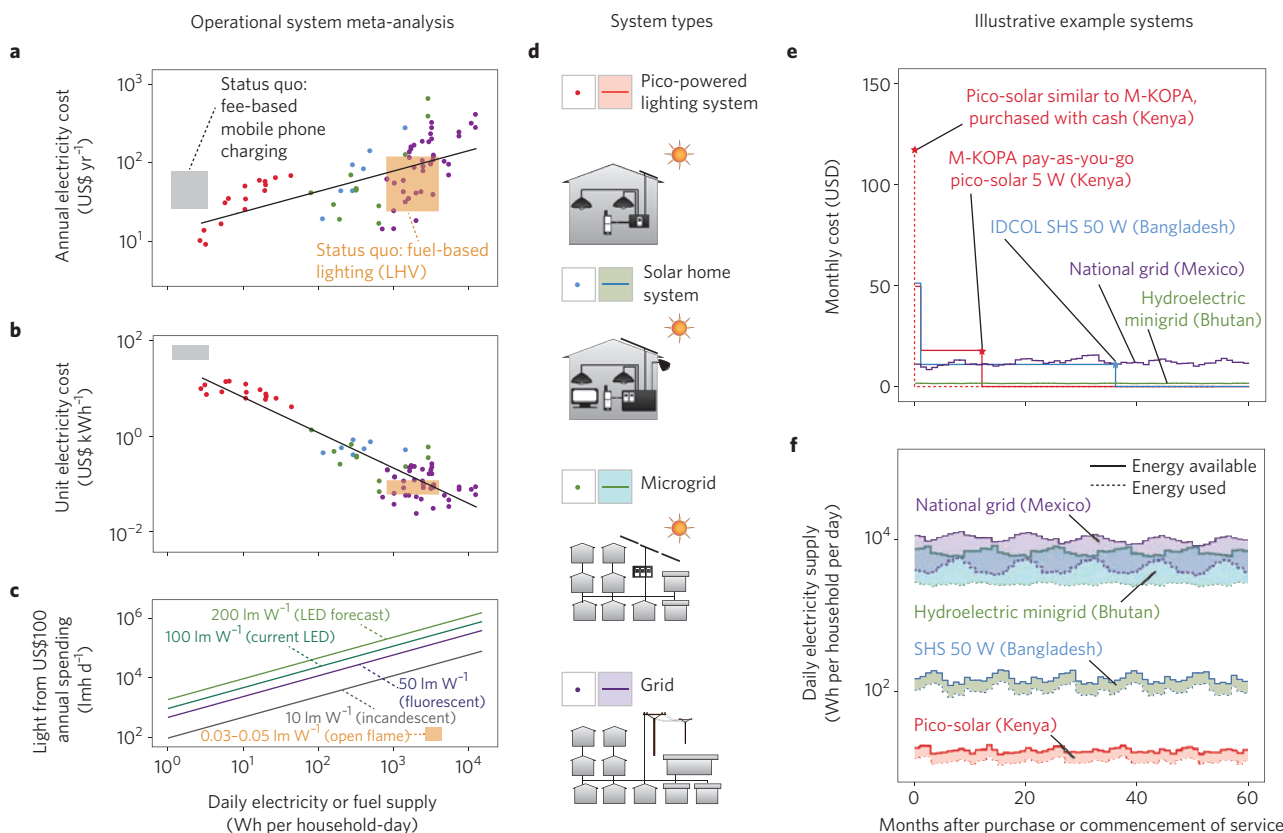 Operational system meta-analysis
System types
Illustrative example systems
a
Annual electricity cost
(US$ yr⁻¹)
10³
10²
10¹
Status quo:
fee-based
mobile phone
charging
Status quo: fuel-based
lighting (LHV)
b
Unit electricity cost
(US$ kWh⁻¹)
10²
10⁰
10⁻²
c
Light from US$100
annual spending
(lmh d⁻¹)
10⁶
10⁴
10²
200 lm W⁻¹ (LED forecast)
100 lm W⁻¹ (current LED)
50 lm W⁻¹
(fluorescent)
10 lm W⁻¹ (incandescent)
0.03–0.05 lm W⁻¹ (open flame)
10⁰
10¹
10²
10³
10⁴
Daily electricity or fuel supply
(Wh per household-day)
d
Pico-powered
lighting system
Solar home
system
Microgrid
Grid
e
Monthly cost (USD)
150
100
50
0
Pico-solar similar to M-KOPA,
purchased with cash (Kenya)
M-KOPA pay-as-you-go
pico-solar 5 W (Kenya)
IDCOL SHS 50 W (Bangladesh)
National grid (Mexico)
Hydroelectric
minigrid (Bhutan)
0
20
40
60
f
Daily electricity supply
(Wh per household per day)
10⁴
10²
Energy available
Energy used
National grid (Mexico)
Hydroelectric minigrid (Bhutan)
SHS 50 W (Bangladesh)
Pico-solar (Kenya)
0
20
40
60
Months after purchase or commencement of service